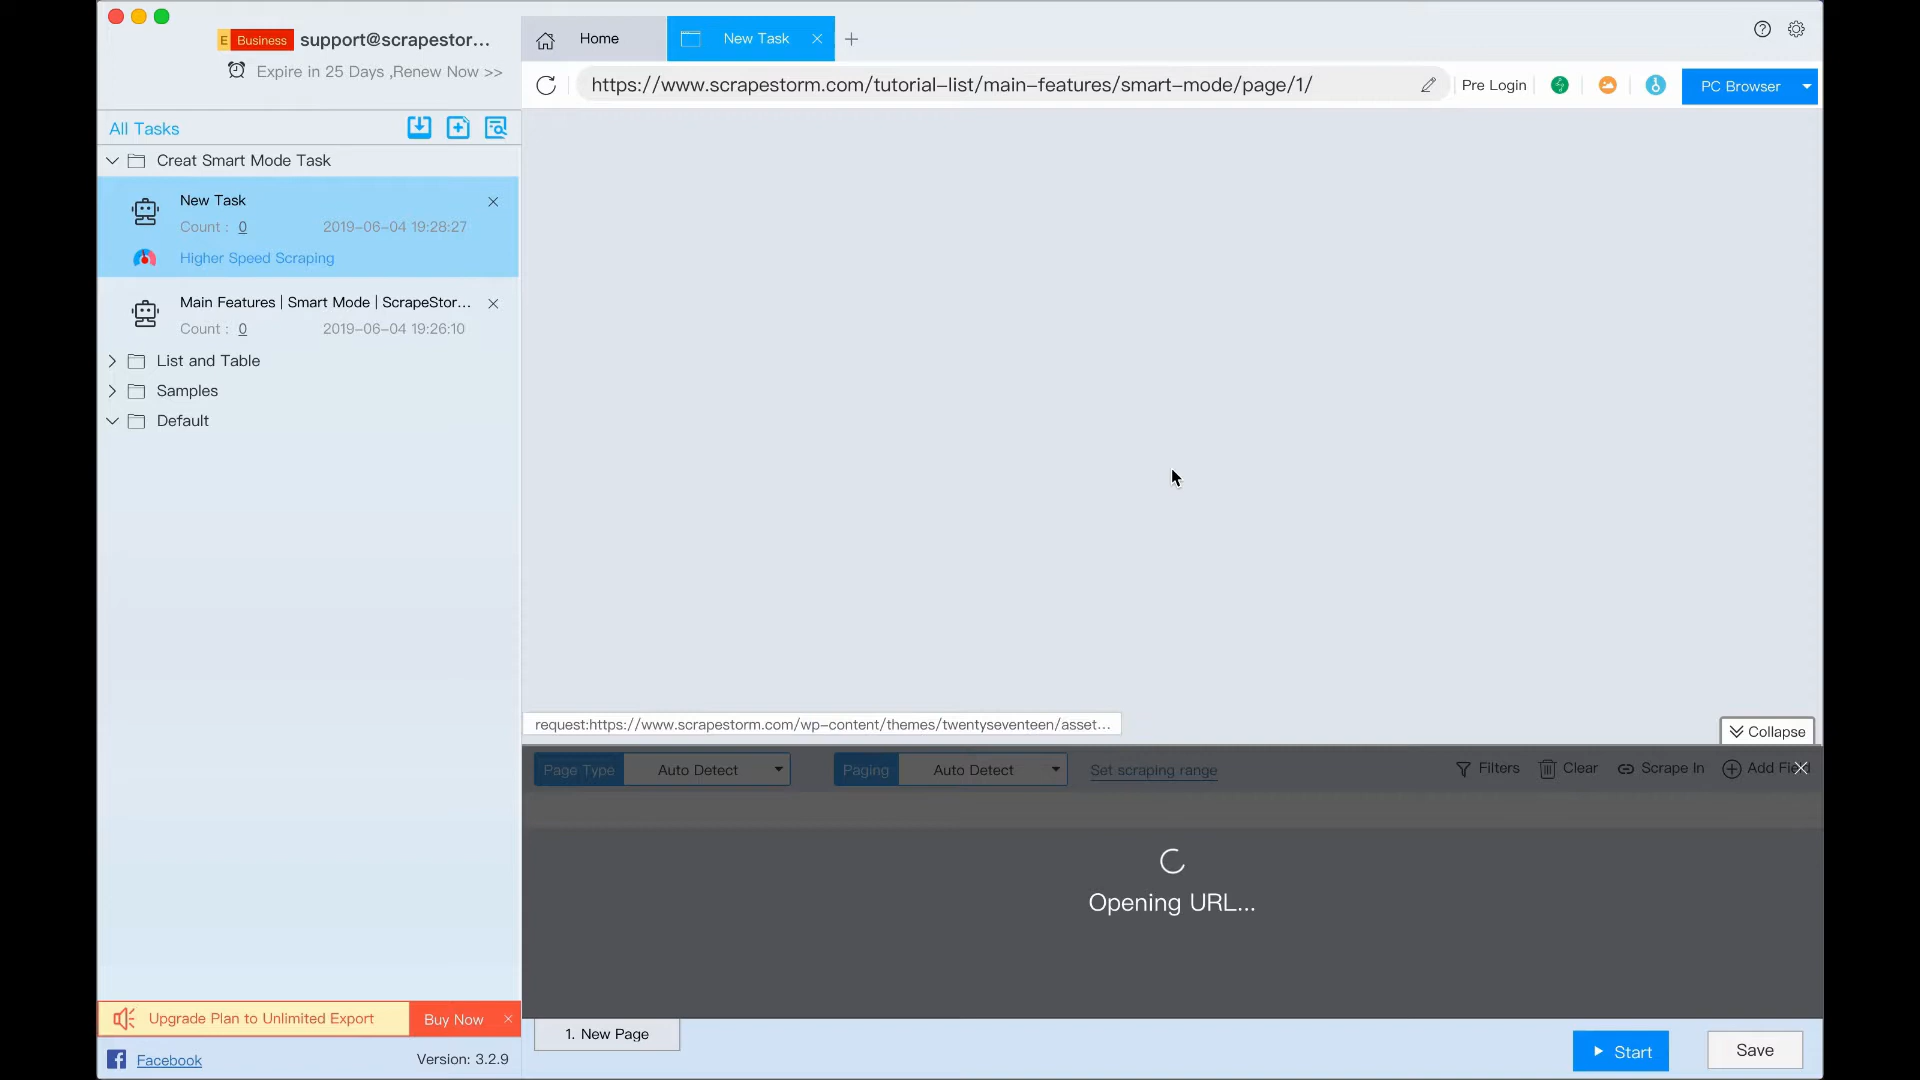 E Business support@scrapestor...
Expire in 25 Days ,Renew Now >>
Home
New Task
https://www.scrapestorm.com/tutorial-list/main-features/smart-mode/page/1/
Pre Login
PC Browser
All Tasks
Creat Smart Mode Task
New Task
Count : 0 2019-06-04 19:28:27
Higher Speed Scraping
Main Features | Smart Mode | ScrapeStor...
Count : 0 2019-06-04 19:26:10
List and Table
Samples
Default
request:https://www.scrapestorm.com/wp-content/themes/twentyseventeen/asset...
Collapse
Page Type Auto Detect Paging Auto Detect Set scraping range Filters Clear Scrape In Add Field
Opening URL...
Upgrade Plan to Unlimited Export Buy Now
1. New Page
Start Save
Facebook Version: 3.2.9